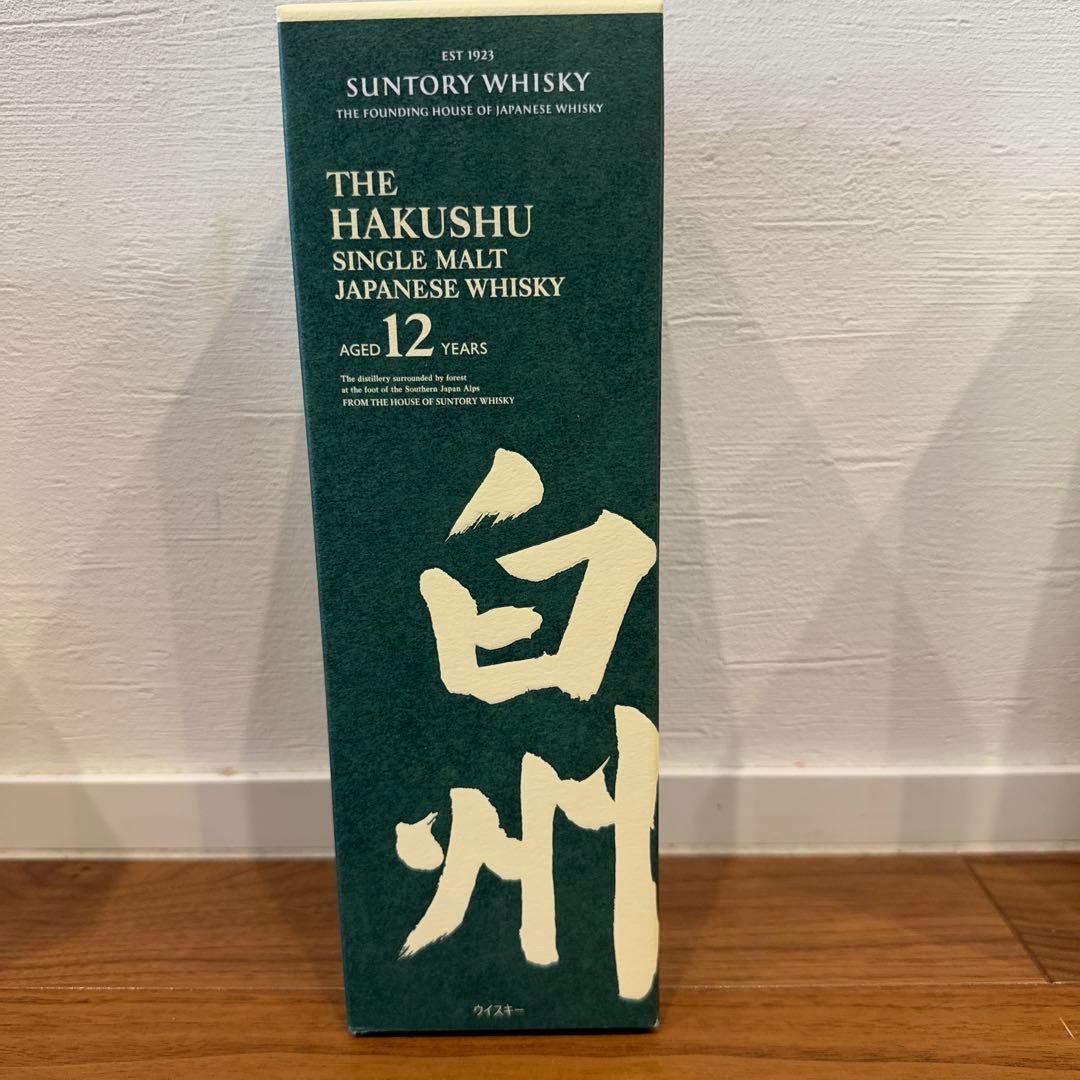 EST 1923
SUNTORY WHISKY
THE FOUNDING HOUSE OF JAPANESE WHISKY
THE
HAKUSHU
SINGLE MALT
JAPANESE WHISKY
AGED 12 YEARS
The distillery surrounded by forest
at the foot of the Southern Japan Alps
FROM THE HOUSE OF SUNTORY WHISKY
白州
ウイスキー